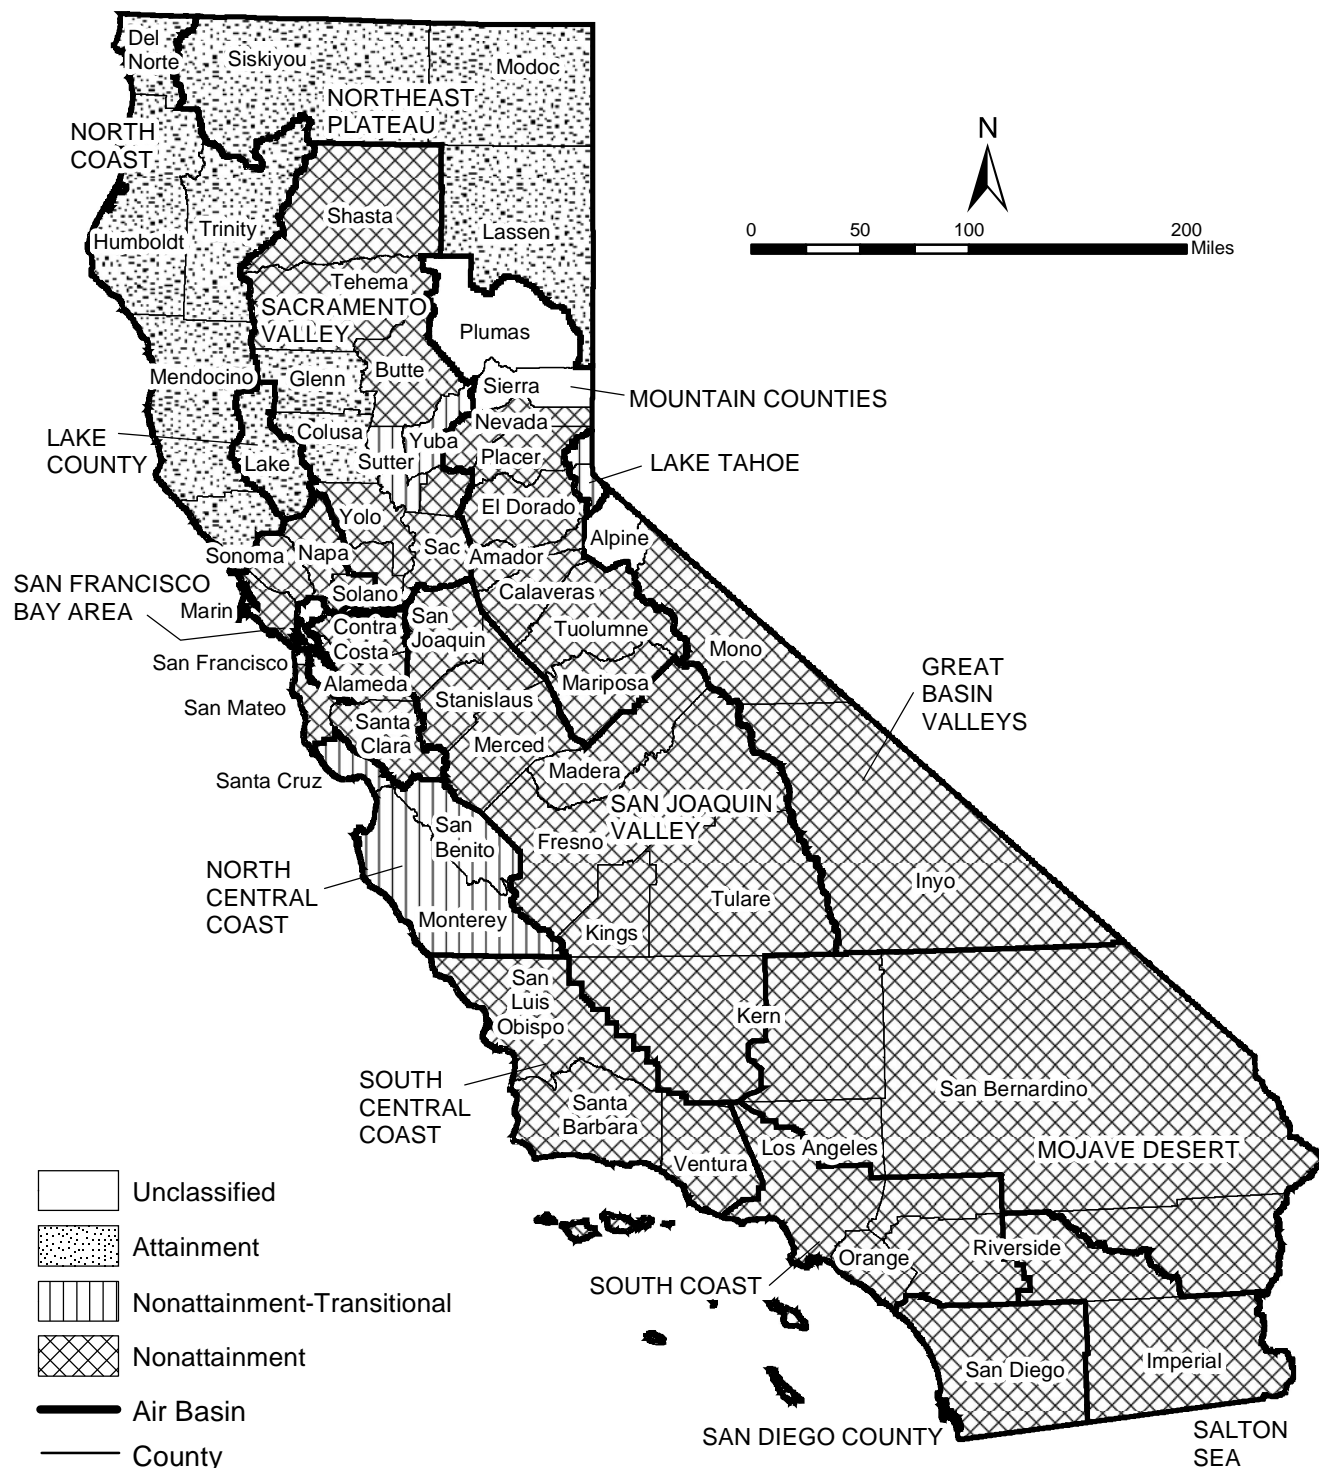 Del
Norte
Siskiyou
Modoc
NORTHEAST
PLATEAU
NORTH
COAST
N
Shasta
Trinity
Humboldt
Lassen
0
50
100
200
Miles
Tehema
SACRAMENTO
VALLEY
Plumas
Butte
Mendocino
Glenn
Sierra
MOUNTAIN COUNTIES
Nevada
Colusa
Yuba
LAKE
COUNTY
Lake
Sutter
Placer
LAKE TAHOE
El Dorado
Yolo
Alpine
Sonoma
Napa
Sac
Amador
SAN FRANCISCO
BAY AREA
Solano
Calaveras
Marin
San
Joaquin
Contra
Costa
Tuolumne
Mono
San Francisco
Alameda
Mariposa
GREAT
BASIN
VALLEYS
San Mateo
Stanislaus
Santa
Clara
Merced
Santa Cruz
Madera
SAN JOAQUIN
VALLEY
San
Benito
Fresno
NORTH
CENTRAL
COAST
Inyo
Tulare
Monterey
Kings
San
Luis
Obispo
Kern
SOUTH
CENTRAL
COAST
San Bernardino
Santa
Barbara
Los Angeles
MOJAVE DESERT
Ventura
Riverside
Orange
SOUTH COAST
Imperial
San Diego
SAN DIEGO COUNTY
SALTON
SEA
Unclassified
Attainment
Nonattainment-Transitional
Nonattainment
Air Basin
County